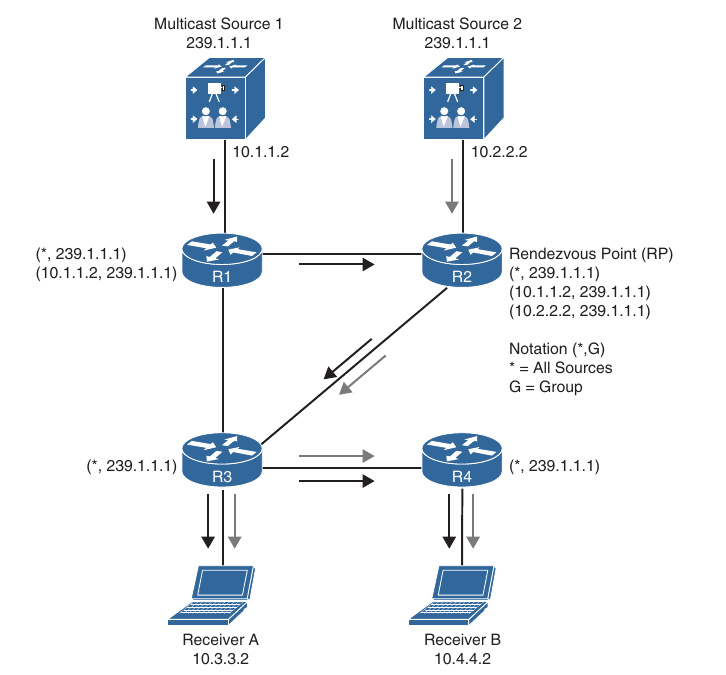 Multicast Source 1
239.1.1.1
Multicast Source 2
239.1.1.1
10.1.1.2
10.2.2.2
(*, 239.1.1.1)
(10.1.1.2, 239.1.1.1)
R1
R2
Rendezvous Point (RP)
(*, 239.1.1.1)
(10.1.1.2, 239.1.1.1)
(10.2.2.2, 239.1.1.1)
Notation (*,G)
* = All Sources
G = Group
(*, 239.1.1.1)
R3
R4
(*, 239.1.1.1)
Receiver A
10.3.3.2
Receiver B
10.4.4.2